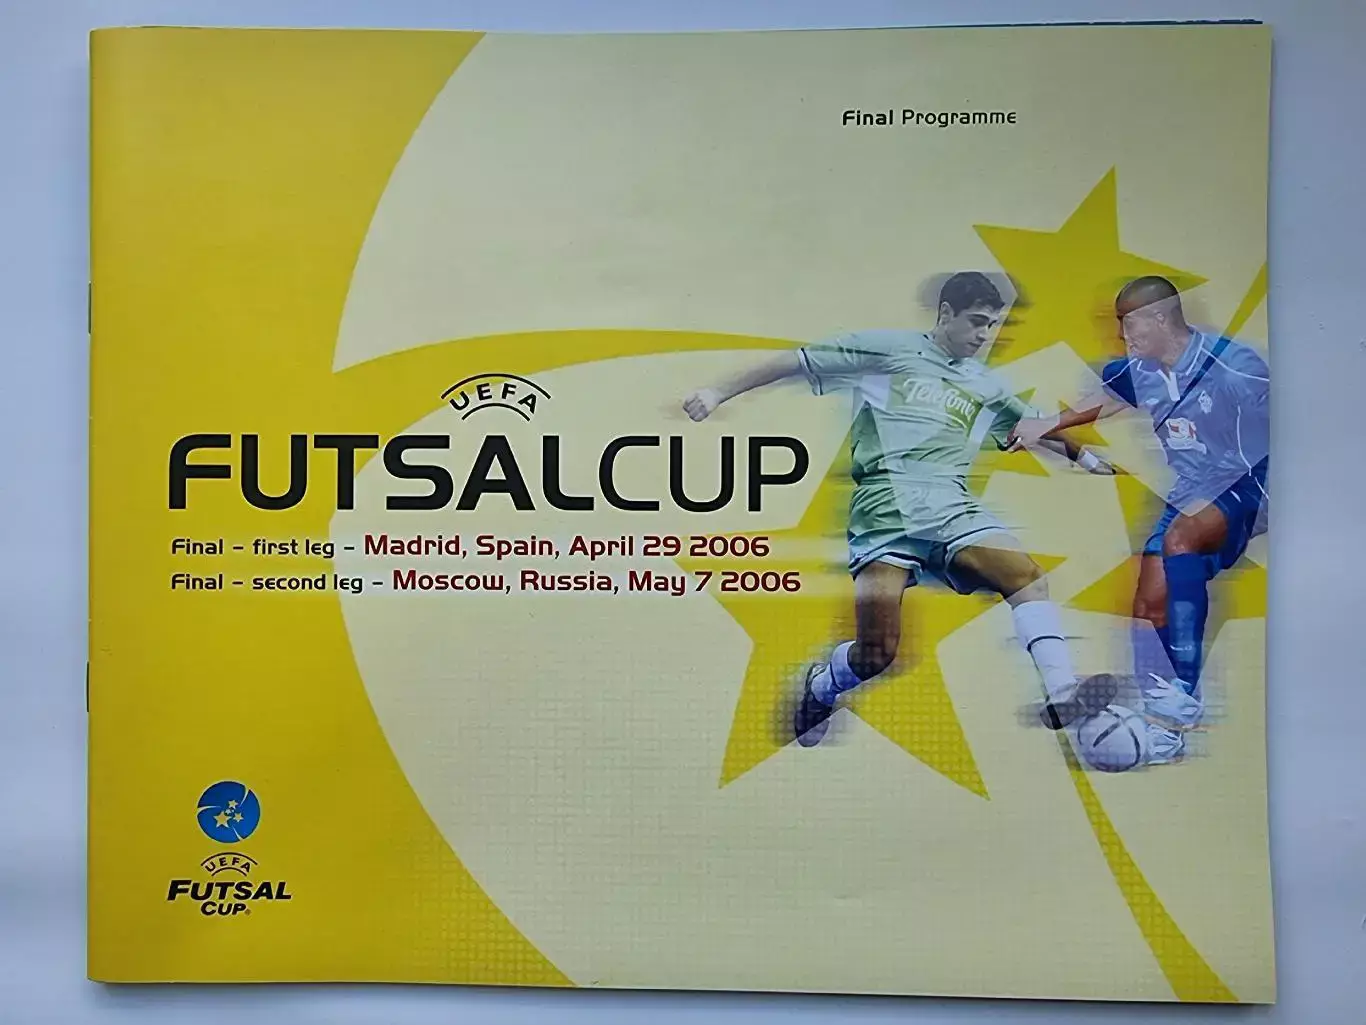 Final Programme
UEFA
FUTSALCUP
Final – first leg – Madrid, Spain, April 29 2006
Final – second leg – Moscow, Russia, May 7 2006
Telefonica
UEFA
FUTSAL
CUP